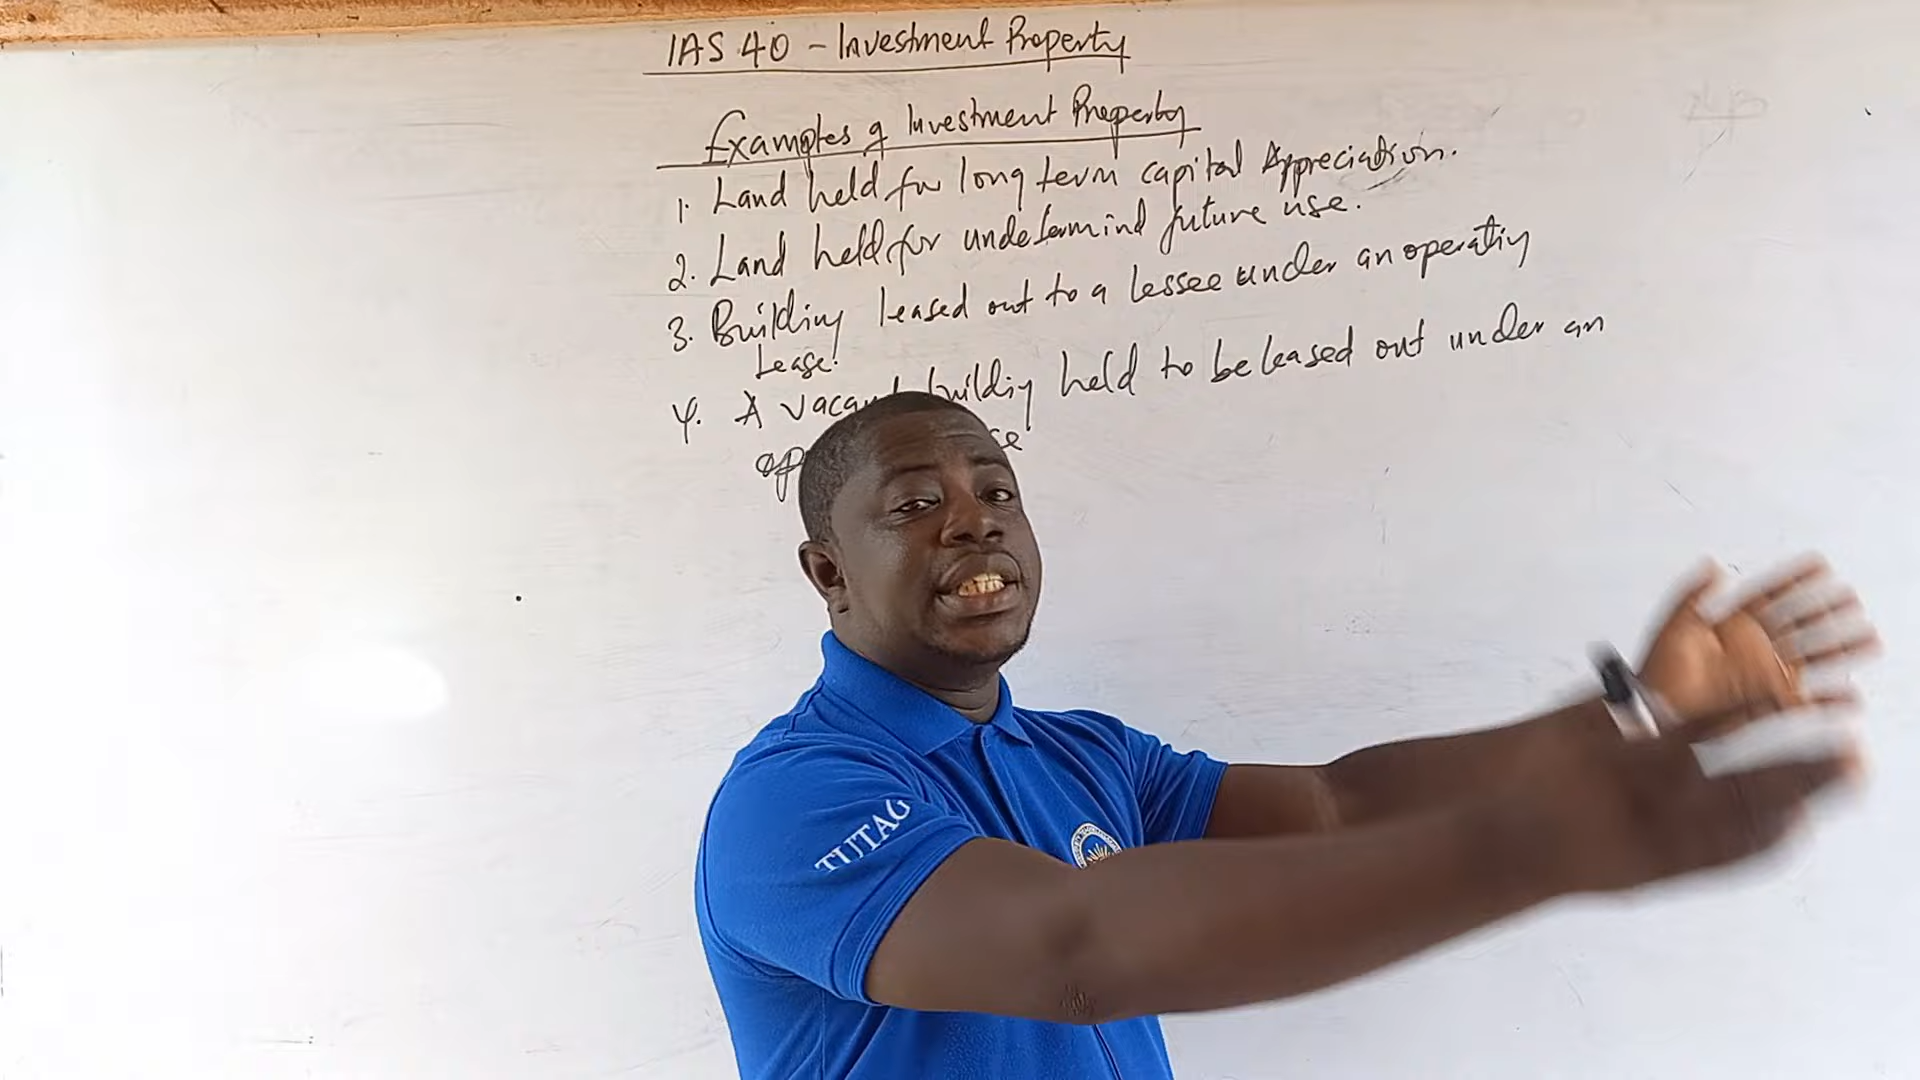 IAS 40 - Investment Property
Examples of Investment Property
1. Land held for long term capital Appreciation.
2. Land held for undetermind future use.
3. Building leased out to a lessee under an operating
Lease.
4. A vacant building held to be leased out under an
TUTAG